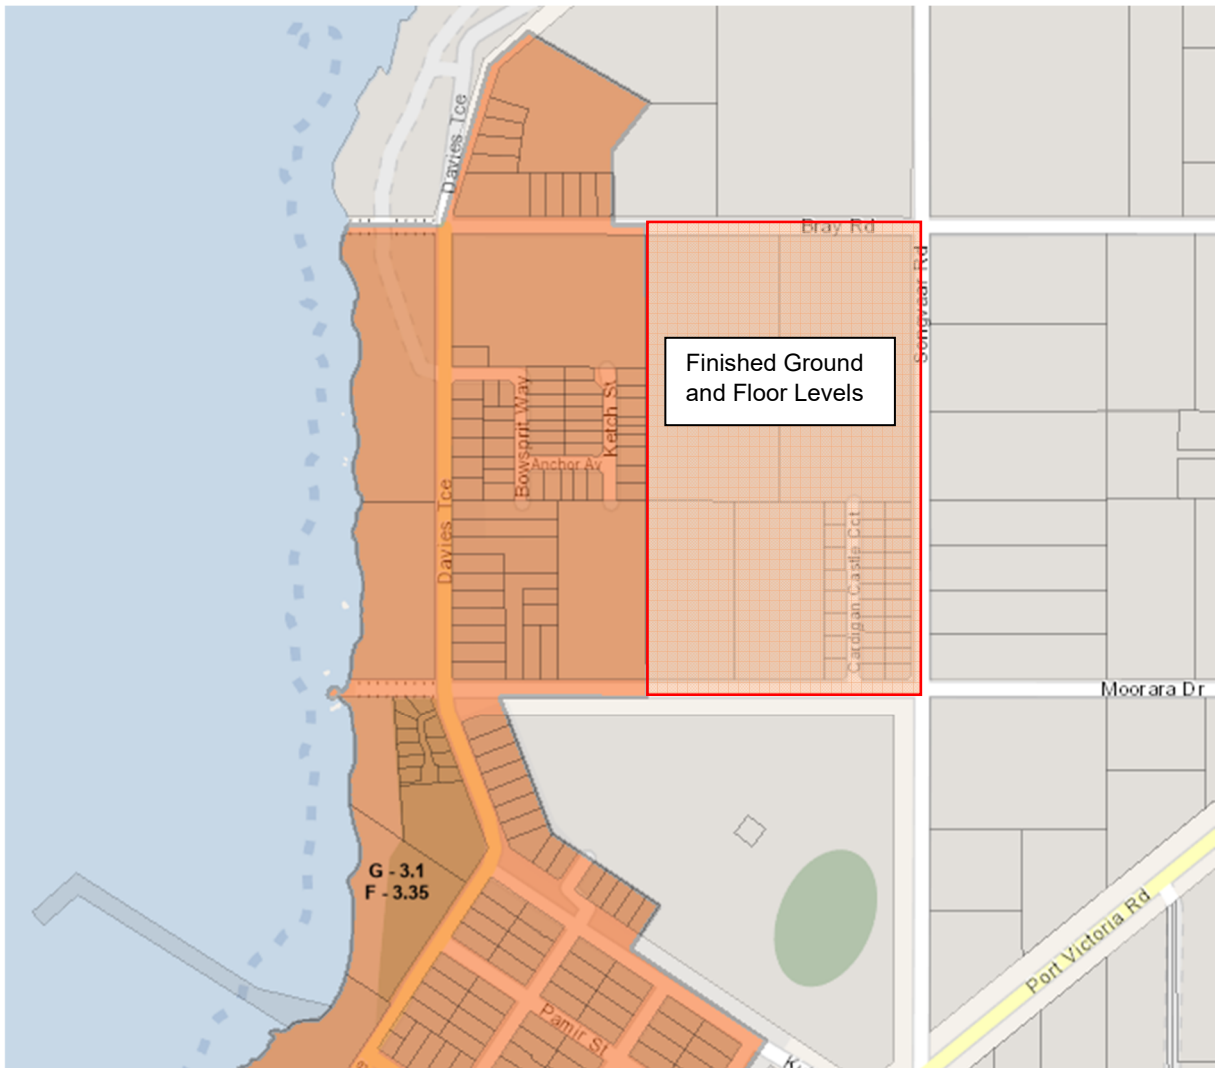 Davies Tce
Bray Rd
Songvaar Rd
Finished Ground
and Floor Levels
Bowsprit Way
Ketch St
Anchor Av
Davies Tce
Cardigan Castle Cct
Moorara Dr
G - 3.1
F - 3.35
Port Victoria Rd
Pamir St